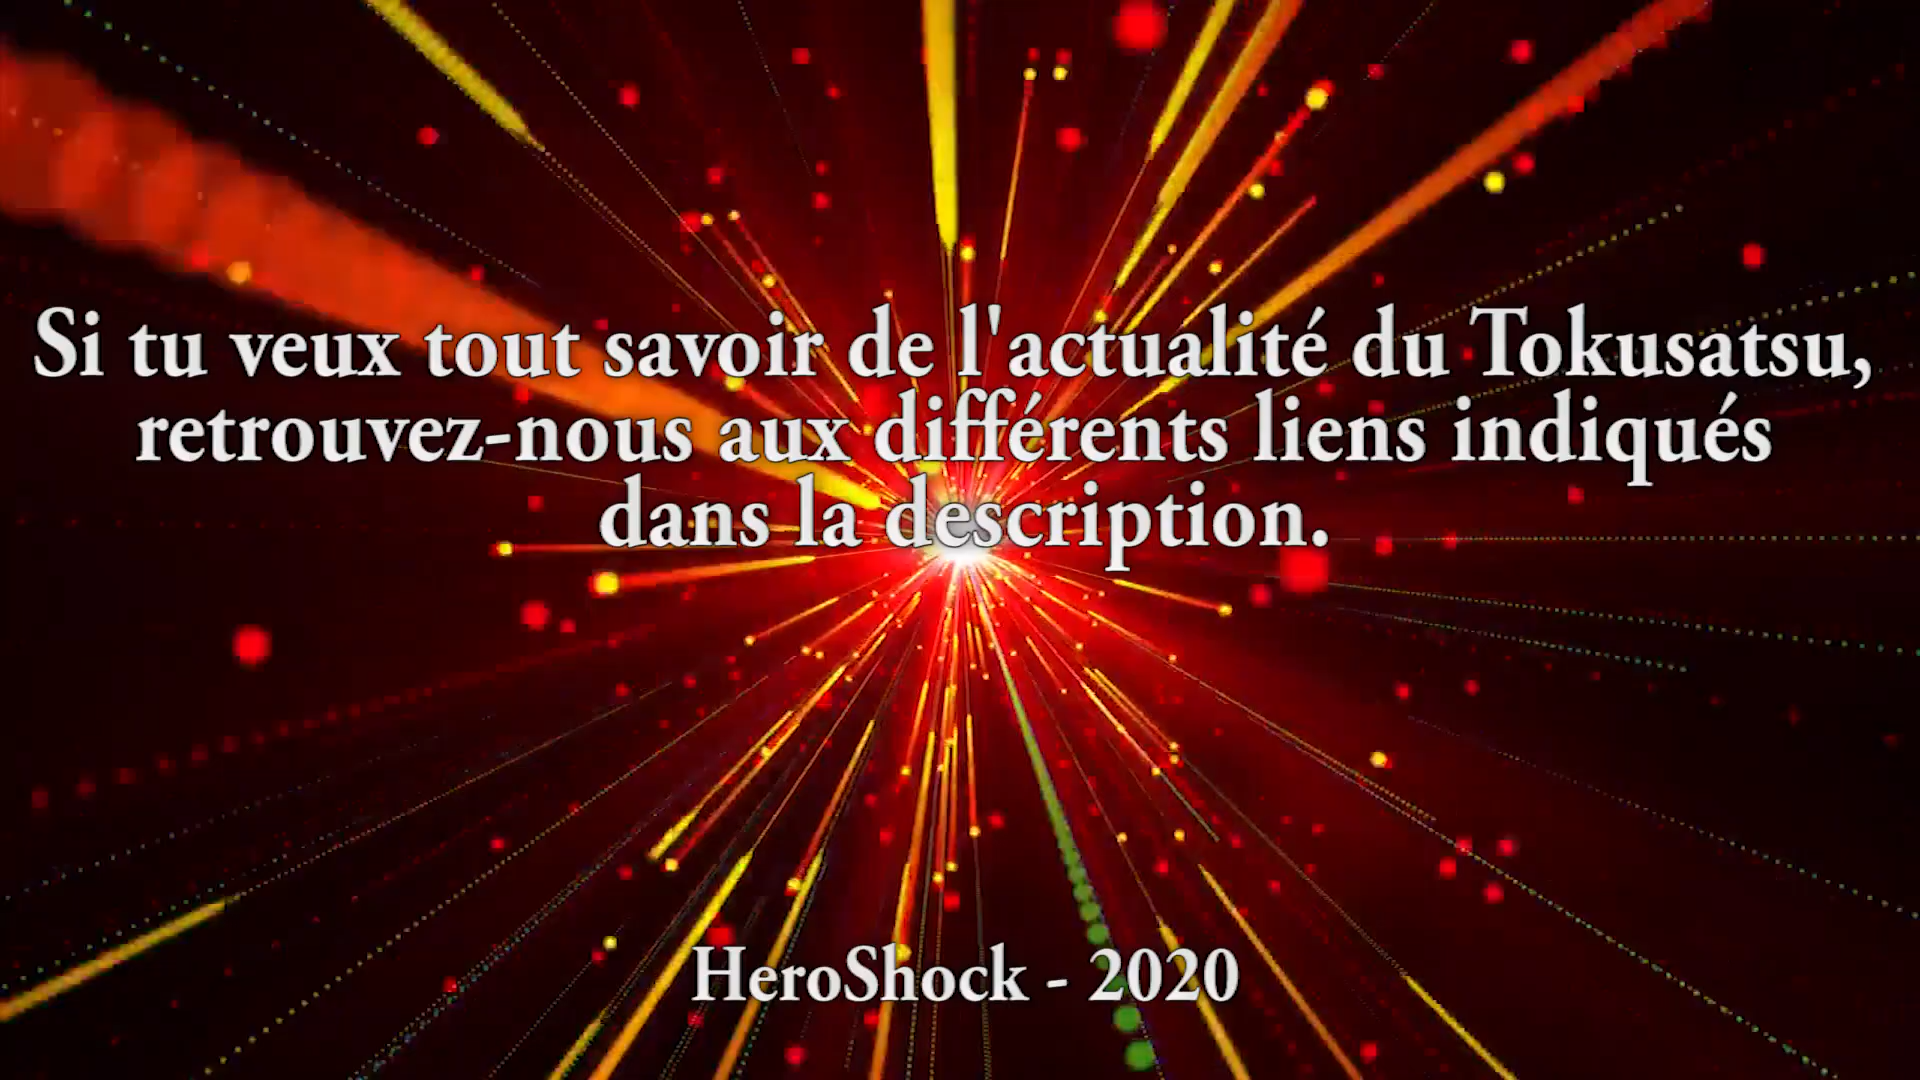 Si tu veux tout savoir de l'actualité du Tokusatsu,
retrouvez-nous aux différents liens indiqués
dans la description.
HeroShock - 2020